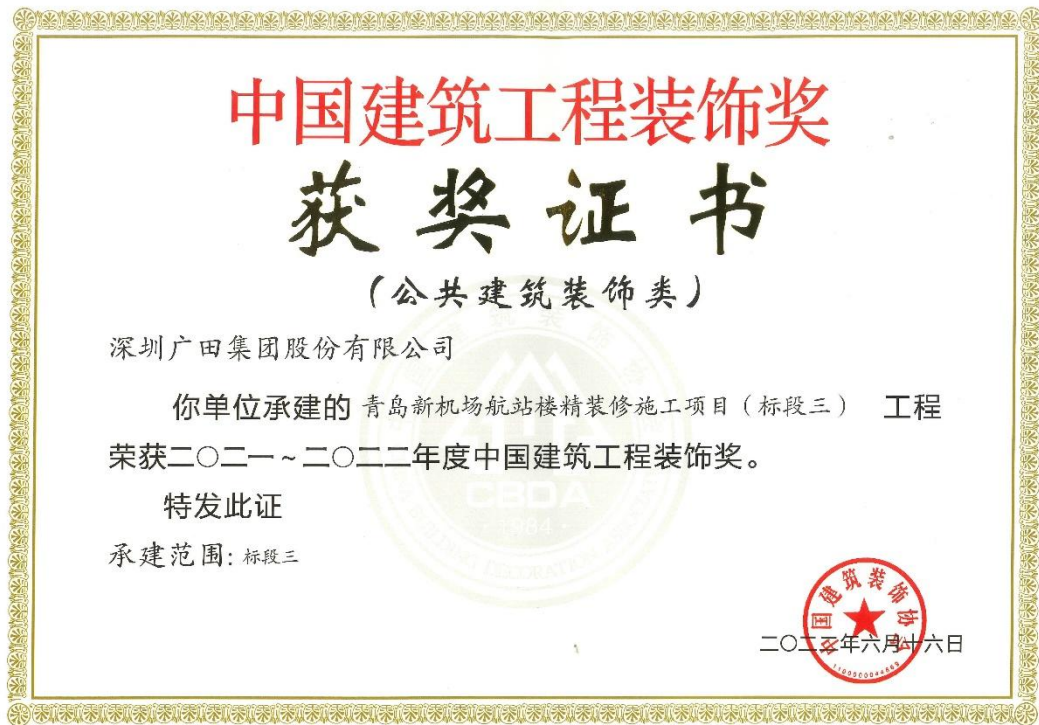 中国建筑工程装饰奖
获奖证书
（公共建筑装饰类）
深圳广田集团股份有限公司
你单位承建的 青岛新机场航站楼精装修施工项目（标段三） 工程
荣获二〇二一~二〇二二年度中国建筑工程装饰奖。
特发此证
承建范围: 标段三
CBDA
·1984·
中国建筑装饰协会
二〇二三年六月十六日